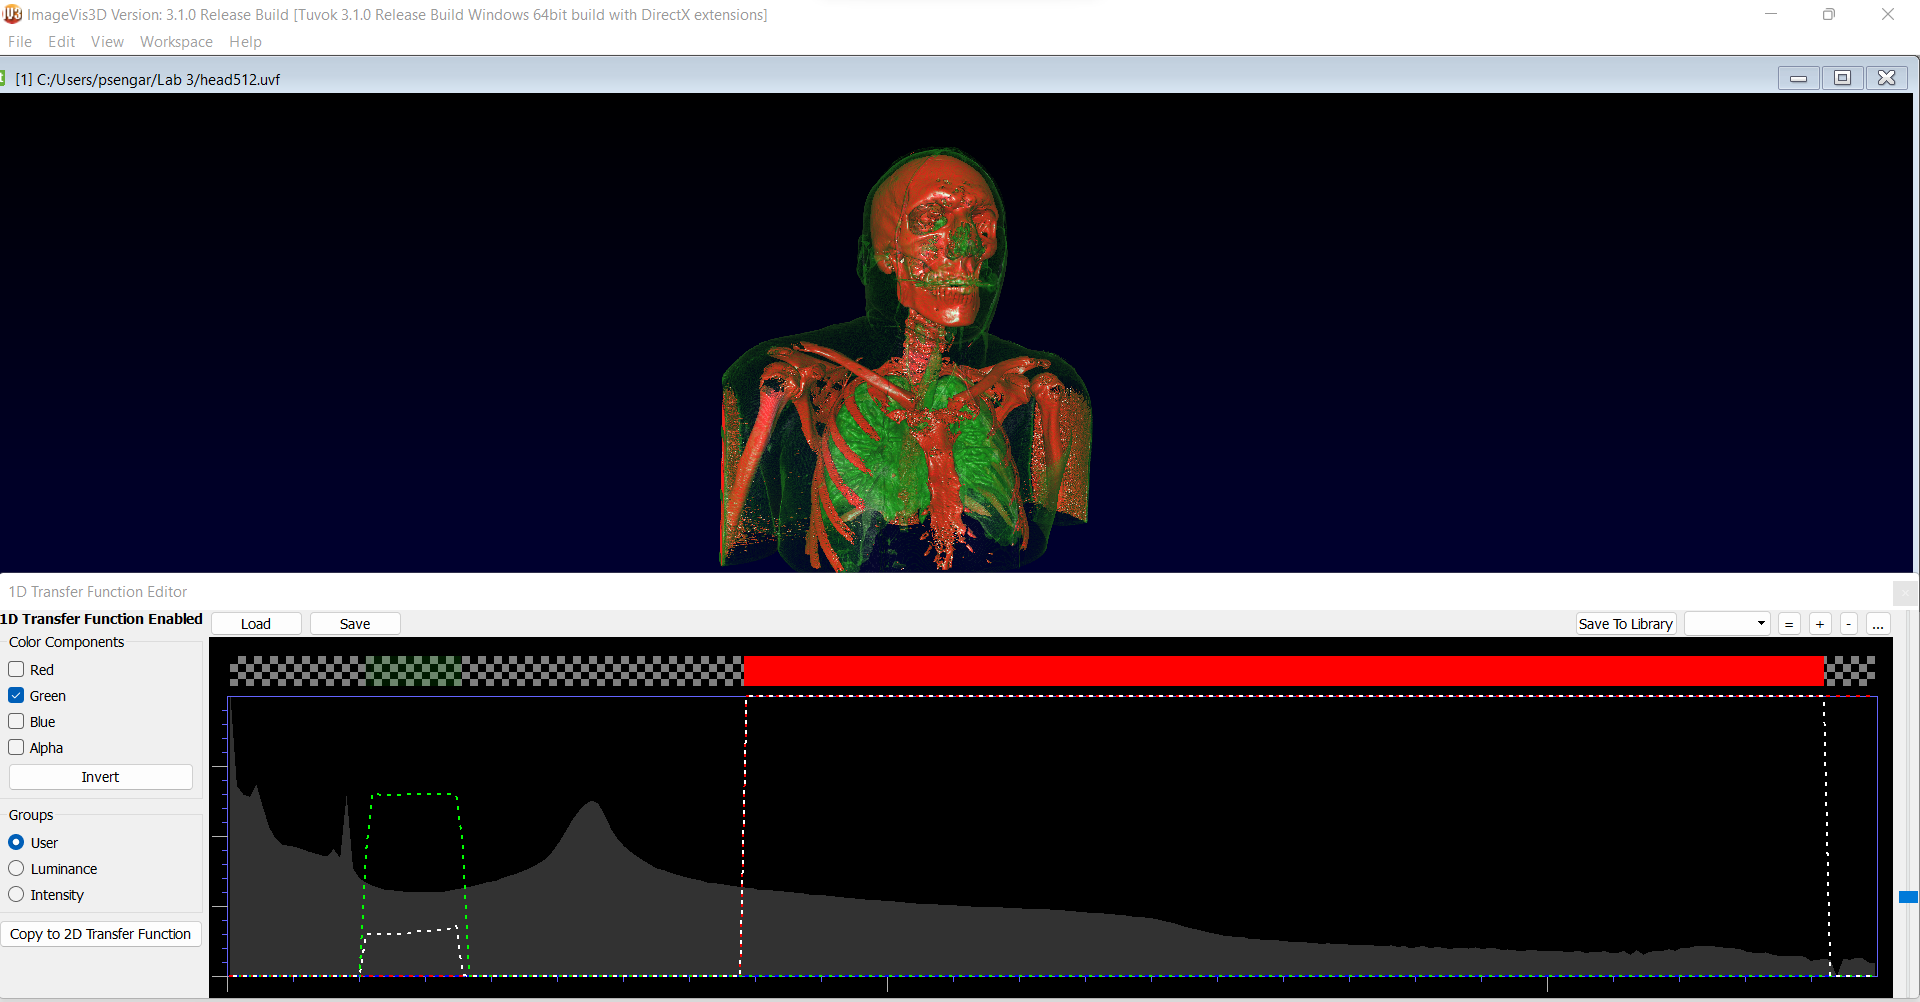 ImageVis3D Version: 3.1.0 Release Build [Tuvok 3.1.0 Release Build Windows 64bit build with DirectX extensions]
File Edit View Workspace Help
[1] C:/Users/psengar/Lab 3/head512.uvf
1D Transfer Function Editor
1D Transfer Function Enabled
Load Save Save To Library = + - ...
Color Components
Red
Green
Blue
Alpha
Invert
Groups
User
Luminance
Intensity
Copy to 2D Transfer Function